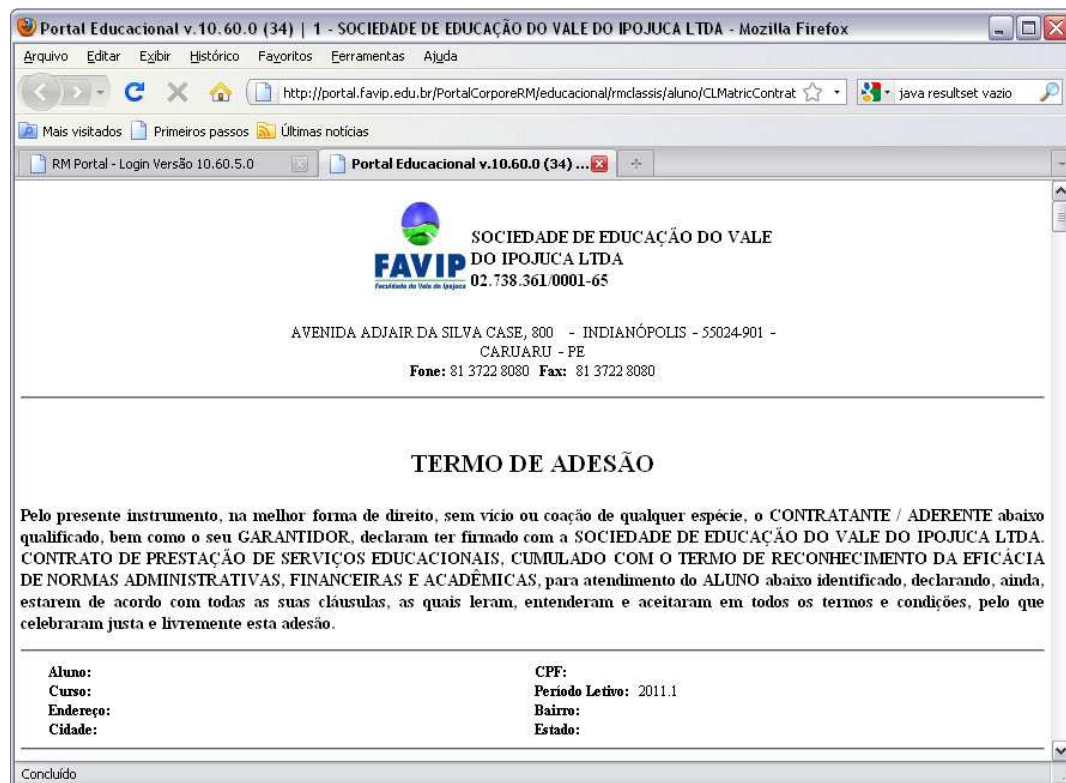 Portal Educacional v.10.60.0 (34) | 1 - SOCIEDADE DE EDUCAÇÃO DO VALE DO IPOJUCA LTDA - Mozilla Firefox
Arquivo Editar Exibir Histórico Favoritos Ferramentas Ajuda
http://portal.favip.edu.br/PortalCorporeRM/educacional/rmclassis/aluno/CLMatricContrat java resultset vazio
Mais visitados Primeiros passos Últimas notícias
RM Portal - Login Versão 10.60.5.0 Portal Educacional v.10.60.0 (34) ...
FAVIP
Faculdade do Vale do Ipojuca
SOCIEDADE DE EDUCAÇÃO DO VALE
DO IPOJUCA LTDA
02.738.361/0001-65
AVENIDA ADJAIR DA SILVA CASE, 800 - INDIANÓPOLIS - 55024-901 -
CARUARU - PE
Fone: 81 3722 8080 Fax: 81 3722 8080
TERMO DE ADESÃO
Pelo presente instrumento, na melhor forma de direito, sem vício ou coação de qualquer espécie, o CONTRATANTE / ADERENTE abaixo
qualificado, bem como o seu GARANTIDOR, declaram ter firmado com a SOCIEDADE DE EDUCAÇÃO DO VALE DO IPOJUCA LTDA.
CONTRATO DE PRESTAÇÃO DE SERVIÇOS EDUCACIONAIS, CUMULADO COM O TERMO DE RECONHECIMENTO DA EFICÁCIA
DE NORMAS ADMINISTRATIVAS, FINANCEIRAS E ACADÊMICAS, para atendimento do ALUNO abaixo identificado, declarando, ainda,
estarem de acordo com todas as suas cláusulas, as quais leram, entenderam e aceitaram em todos os termos e condições, pelo que
celebraram justa e livremente esta adesão.
Aluno: CPF:
Curso: Período Letivo: 2011.1
Endereço: Bairro:
Cidade: Estado:
Concluído